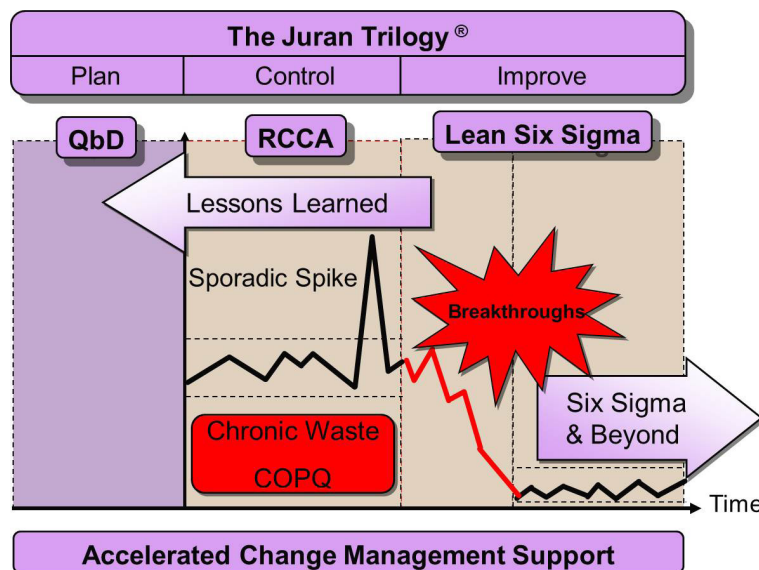 The Juran Trilogy ®
Plan
Control
Improve
QbD
RCCA
Lean Six Sigma
Lessons Learned
Sporadic Spike
Breakthroughs
Chronic Waste
COPQ
Six Sigma
& Beyond
Time
Accelerated Change Management Support